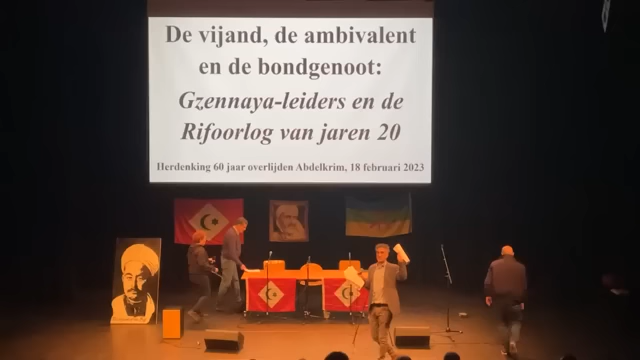 De vijand, de ambivalent
en de bondgenoot:
Gzennaya-leiders en de
Rifoorlog van jaren 20
Herdenking 60 jaar overlijden Abdelkrim, 18 februari 2023